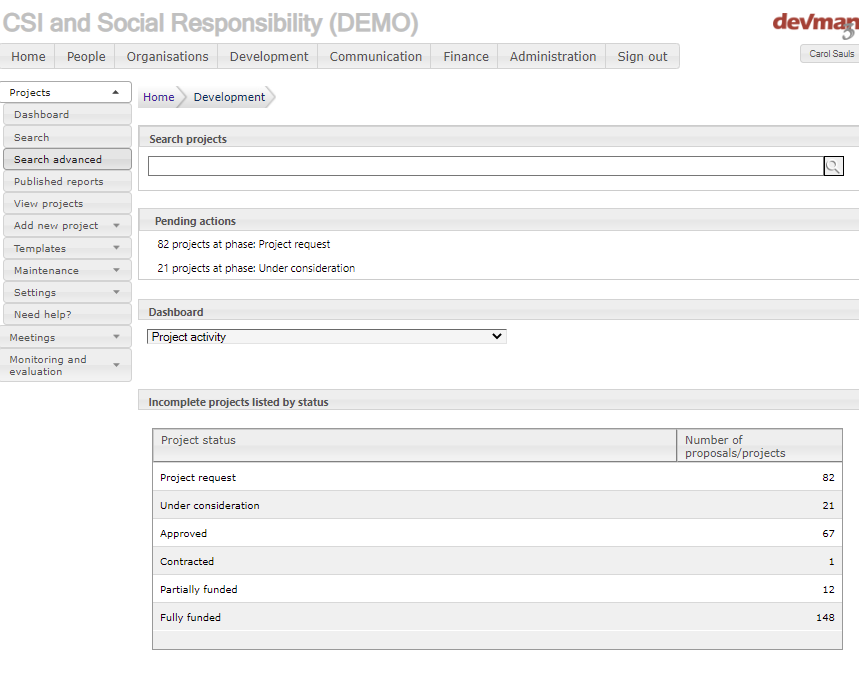 CSI and Social Responsibility (DEMO)
devman
3
Home People Organisations Development Communication Finance Administration Sign out
Carol Sauls
Projects
Dashboard
Search
Search advanced
Published reports
View projects
Add new project
Templates
Maintenance
Settings
Need help?
Meetings
Monitoring and
evaluation
Home Development
Search projects
Pending actions
82 projects at phase: Project request
21 projects at phase: Under consideration
Dashboard
Project activity
Incomplete projects listed by status
Project status Number of
proposals/projects
Project request 82
Under consideration 21
Approved 67
Contracted 1
Partially funded 12
Fully funded 148